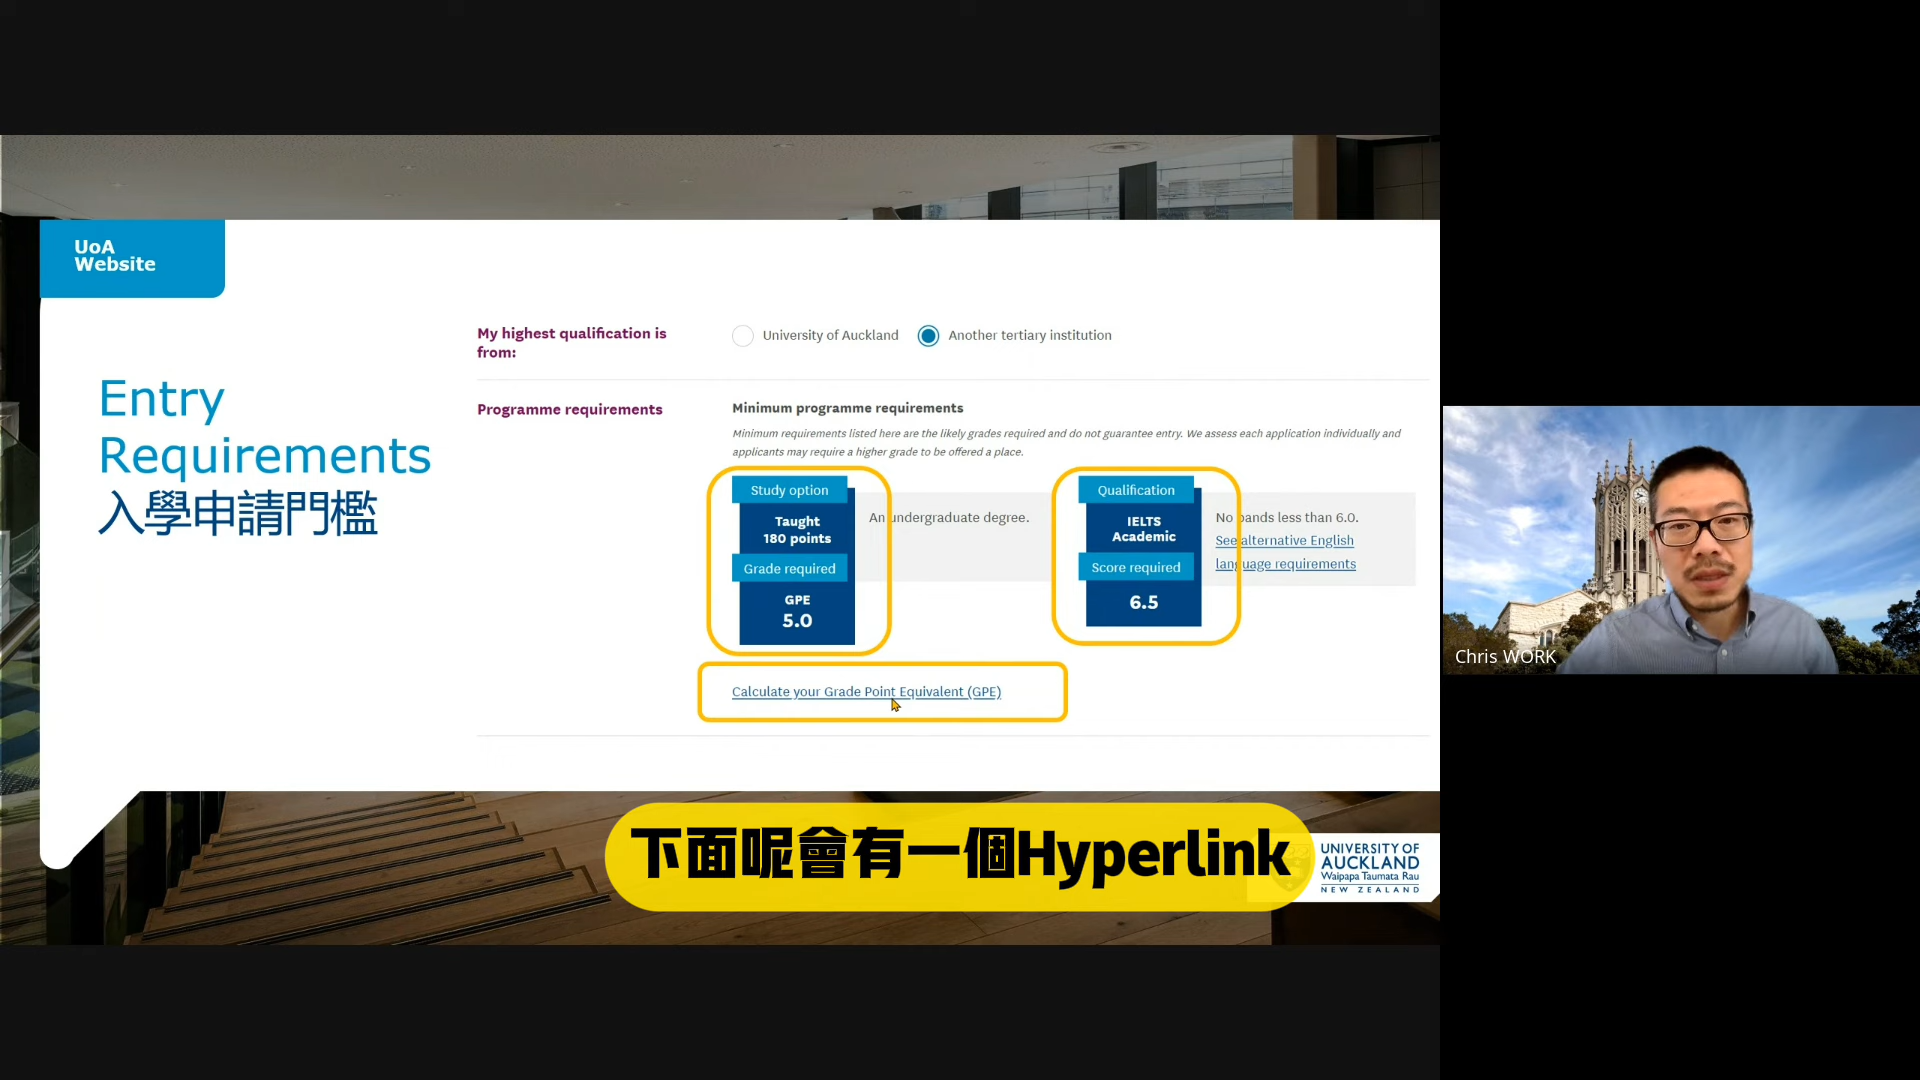 UoA
Website
Entry
Requirements
入學申請門檻
My highest qualification is
from:
University of Auckland
Another tertiary institution
Programme requirements
Minimum programme requirements
Minimum requirements listed here are the likely grades required and do not guarantee entry. We assess each application individually and
applicants may require a higher grade to be offered a place.
Study option
Taught
180 points
Grade required
GPE
5.0
An undergraduate degree.
Qualification
IELTS
Academic
Score required
6.5
No bands less than 6.0.
See alternative English
language requirements
Calculate your Grade Point Equivalent (GPE)
下面呢會有一個Hyperlink
UNIVERSITY OF
AUCKLAND
Waipapa Taumata Rau
NEW ZEALAND
Chris WORK